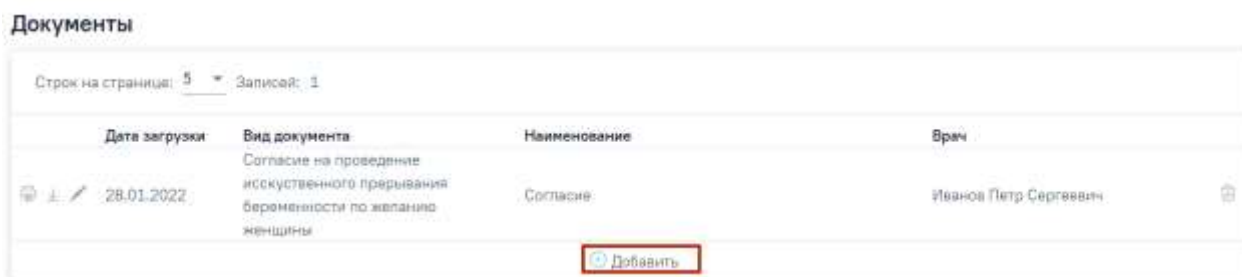 Документы
Строк на странице: 5 Записей: 1
Дата загрузки Вид документа Наименование Врач
Согласие на проведение
исскуственного прерывания
28.01.2022 беременности по желанию Согласие Иванов Петр Сергеевич
женщины
Добавить